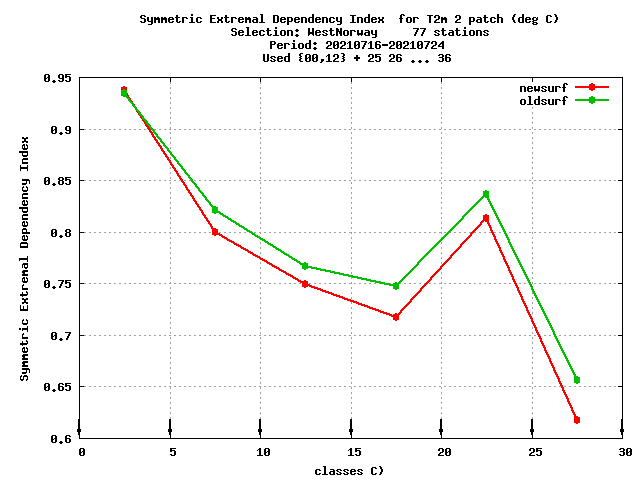 Symmetric Extremal Dependency Index  for T2m 2 patch (deg C)
Selection: WestNorway     77 stations
Period: 20210716-20210724
Used {00,12} + 25 26 ... 36
newsurf
oldsurf
Symmetric Extremal Dependency Index
0.95
0.9
0.85
0.8
0.75
0.7
0.65
0.6
0 5 10 15 20 25 30
classes C)